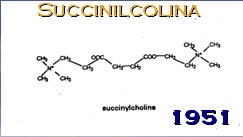 SUCCINILCOLINA
CH₃
CH₃ N⁺ CH₂ CH₂ OOC CH₂ CH₂ COO CH₂ CH₂ N⁺ CH₃
CH₃ CH₃
CH₃
succinylcholine
1951